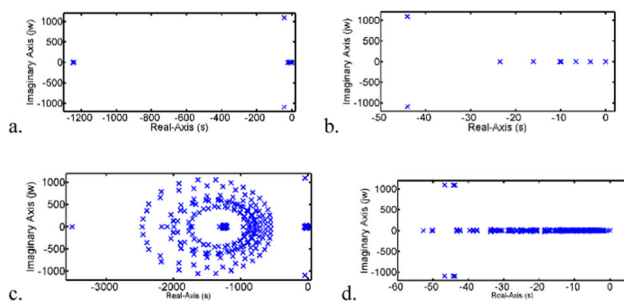 1000
500
0
-500
-1000
Imaginary Axis (jw)
-1200 -1000 -800 -600 -400 -200 0
Real-Axis (s)
a.
1000
500
0
-500
-1000
Imaginary Axis (jw)
-50 -40 -30 -20 -10 0
Real-Axis (s)
b.
1000
500
0
-500
-1000
Imaginary Axis (jw)
-3000 -2000 -1000 0
Real-Axis (s)
c.
1000
500
0
-500
-1000
Imaginary Axis (jw)
-60 -50 -40 -30 -20 -10 0
Real-Axis (s)
d.